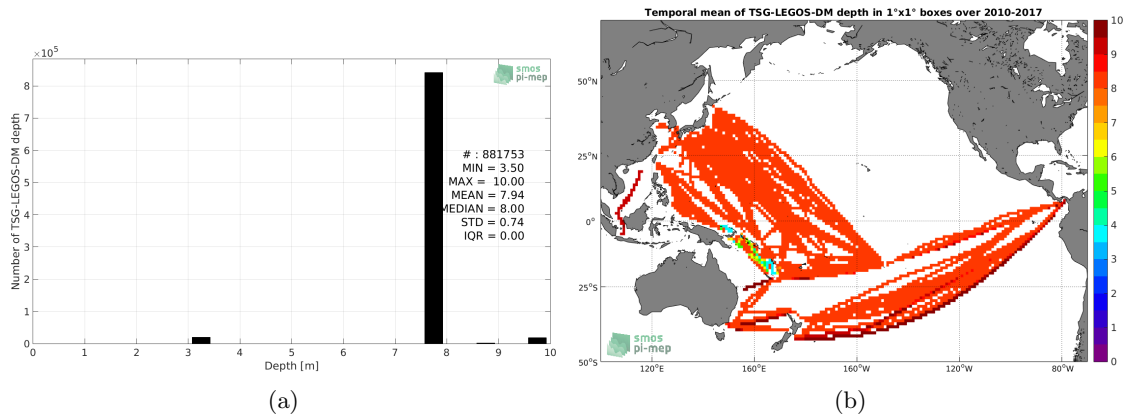 ×10⁵
8
7
6
5
4
3
2
1
0
Number of TSG-LEGOS-DM depth
0 1 2 3 4 5 6 7 8 9 10
Depth [m]
smos
pi-mep
# : 881753
MIN = 3.50
MAX = 10.00
MEAN = 7.94
MEDIAN = 8.00
STD = 0.74
IQR = 0.00
(a)
Temporal mean of TSG-LEGOS-DM depth in 1°x1° boxes over 2010-2017
50°N
25°N
0°
25°S
50°S
120°E 160°E 160°W 120°W 80°W
smos
pi-mep
10
9
8
7
6
5
4
3
2
1
0
(b)